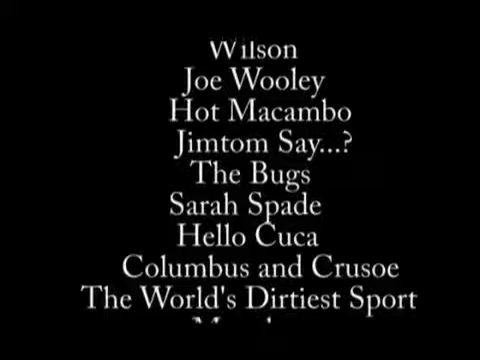 Wilson
Joe Wooley
Hot Macambo
Jimtom Say...?
The Bugs
Sarah Spade
Hello Cuca
Columbus and Crusoe
The World's Dirtiest Sport